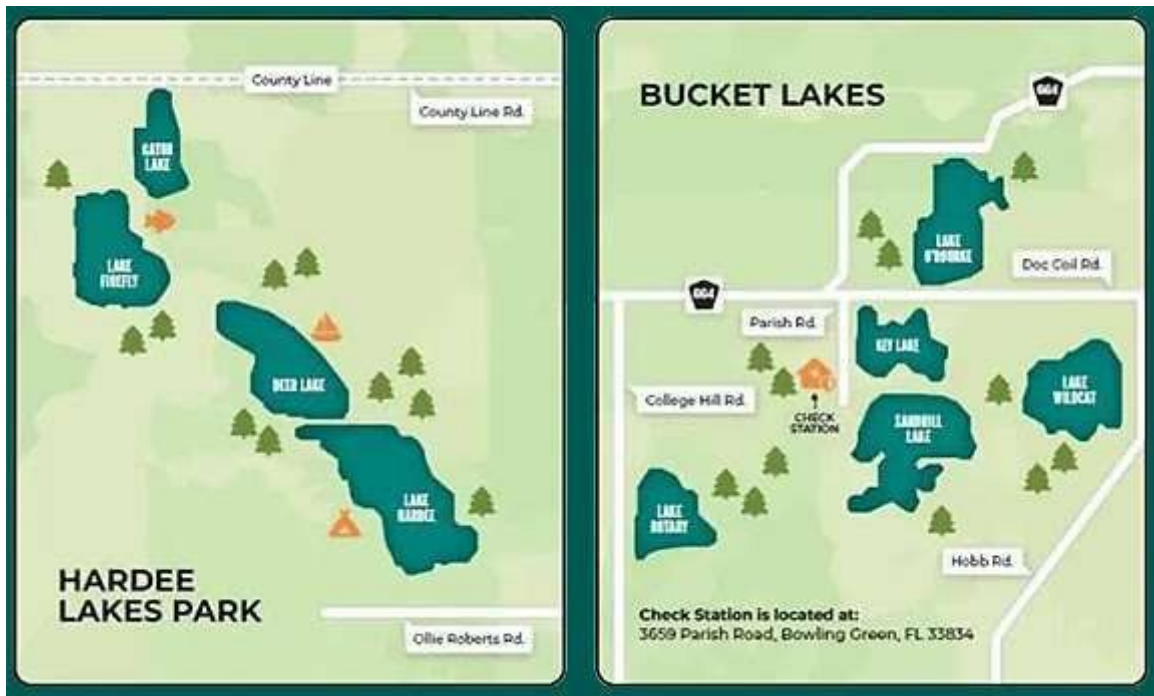 County Line
County Line Rd.
GATOR
LAKE
LAKE
FIREFLY
DEER LAKE
LAKE
HARDEE
HARDEE
LAKES PARK
Ollie Roberts Rd.
BUCKET LAKES
664
LAKE
O'ROURKE
Doc Coil Rd.
664
Parish Rd.
KEY LAKE
LAKE
WILDCAT
College Hill Rd.
CHECK
STATION
SANDHILL
LAKE
LAKE
ROTARY
Hobb Rd.
Check Station is located at:
3659 Parish Road, Bowling Green, FL 33834